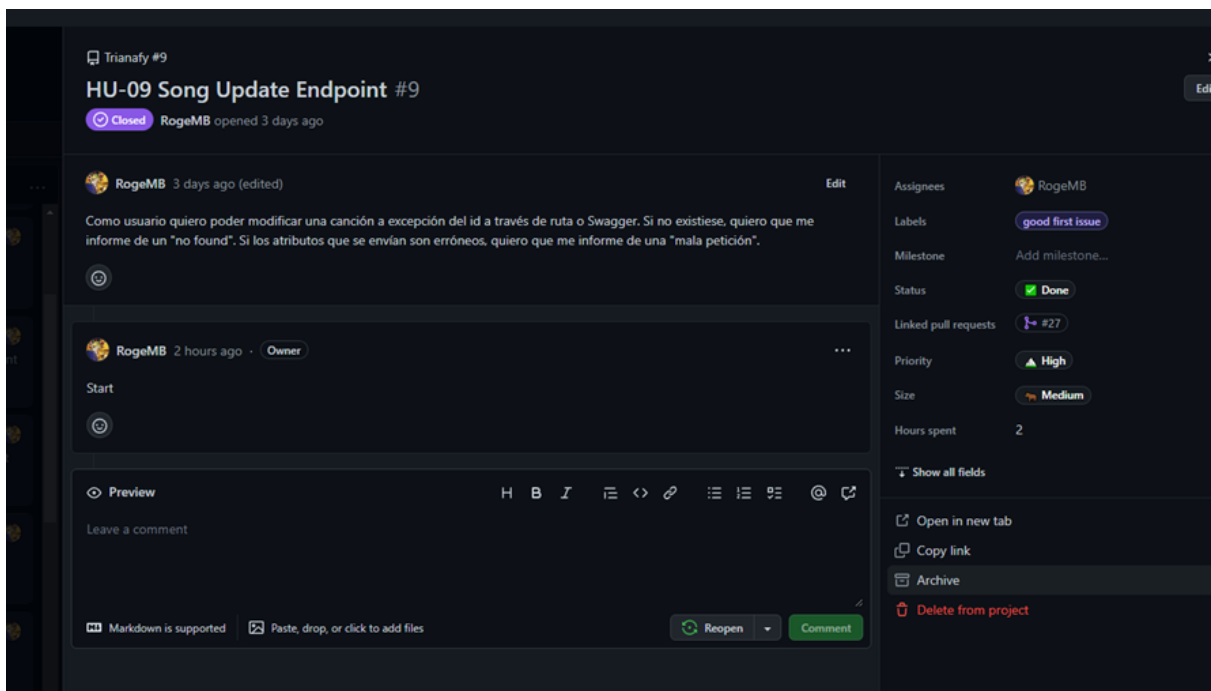 Trianafy #9
HU-09 Song Update Endpoint #9
Edi
Closed RogeMB opened 3 days ago
RogeMB 3 days ago (edited) Edit
Como usuario quiero poder modificar una canción a excepción del id a través de ruta o Swagger. Si no existiese, quiero que me
informe de un "no found". Si los atributos que se envían son erróneos, quiero que me informe de una "mala petición".
RogeMB 2 hours ago · Owner
Start
Preview
H B I
Leave a comment
Markdown is supported Paste, drop, or click to add files
Reopen Comment
Assignees RogeMB
Labels good first issue
Milestone Add milestone...
Status Done
Linked pull requests #27
Priority High
Size Medium
Hours spent 2
Show all fields
Open in new tab
Copy link
Archive
Delete from project